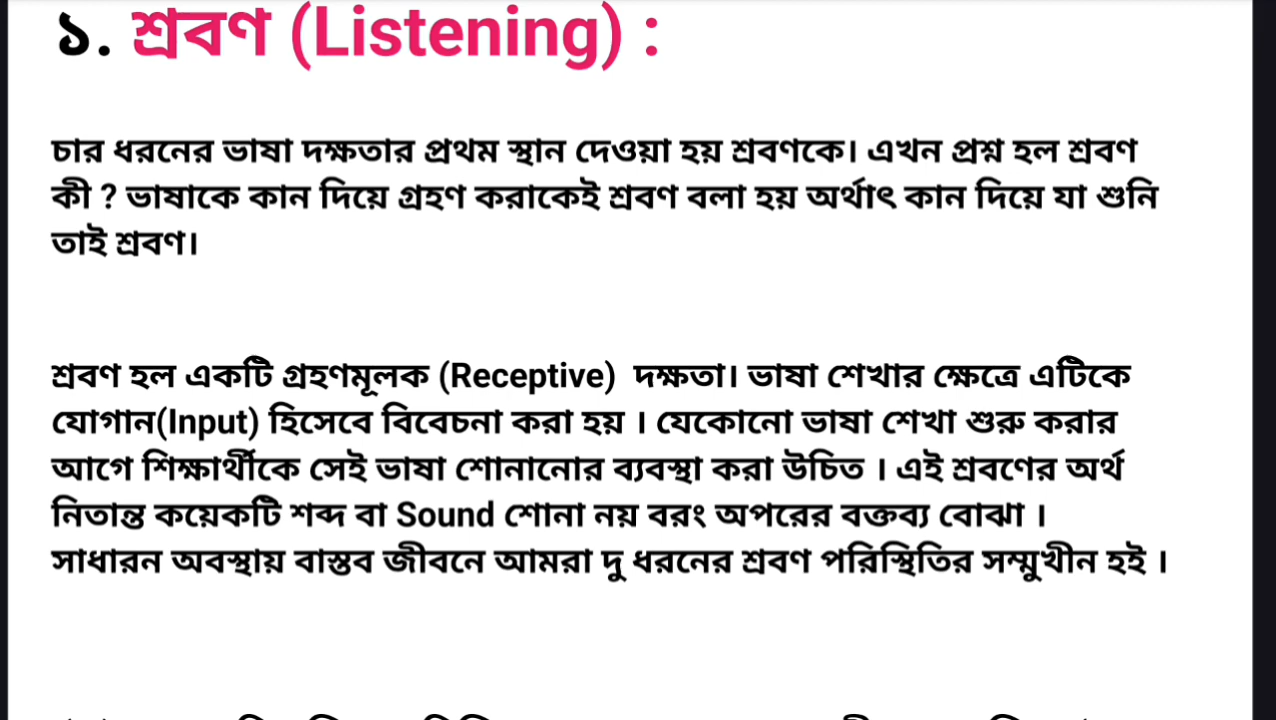 ১. শ্রবণ (Listening) :
চার ধরনের ভাষা দক্ষতার প্রথম স্থান দেওয়া হয় শ্রবণকে। এখন প্রশ্ন হল শ্রবণ
কী ? ভাষাকে কান দিয়ে গ্রহণ করাকেই শ্রবণ বলা হয় অর্থাৎ কান দিয়ে যা শুনি
তাই শ্রবণ।
শ্রবণ হল একটি গ্রহণমূলক (Receptive) দক্ষতা। ভাষা শেখার ক্ষেত্রে এটিকে
যোগান(Input) হিসেবে বিবেচনা করা হয় । যেকোনো ভাষা শেখা শুরু করার
আগে শিক্ষার্থীকে সেই ভাষা শোনানোর ব্যবস্থা করা উচিত । এই শ্রবণের অর্থ
নিতান্ত কয়েকটি শব্দ বা Sound শোনা নয় বরং অপরের বক্তব্য বোঝা ।
সাধারন অবস্থায় বাস্তব জীবনে আমরা দু ধরনের শ্রবণ পরিস্থিতির সম্মুখীন হই ।